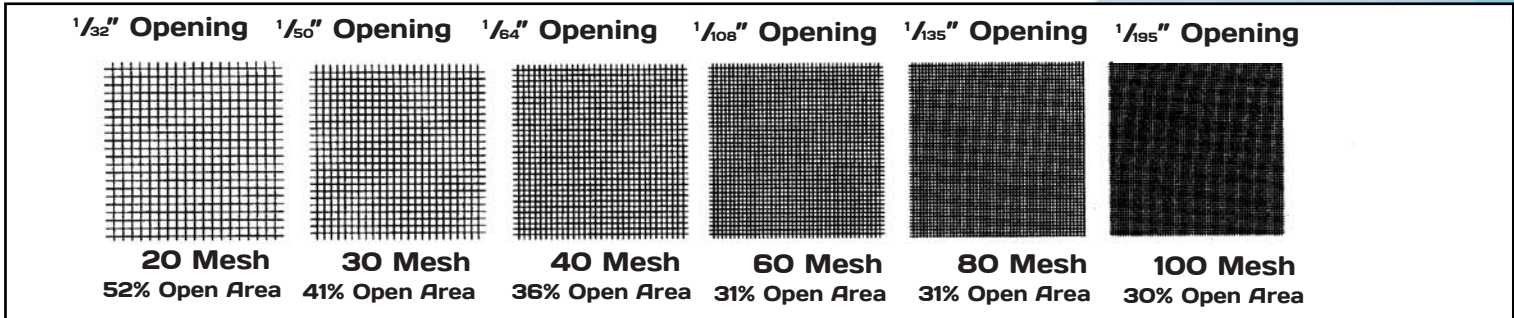 1/32" Opening 1/50" Opening 1/64" Opening 1/108" Opening 1/135" Opening 1/195" Opening
20 Mesh 30 Mesh 40 Mesh 60 Mesh 80 Mesh 100 Mesh
52% Open Area 41% Open Area 36% Open Area 31% Open Area 31% Open Area 30% Open Area